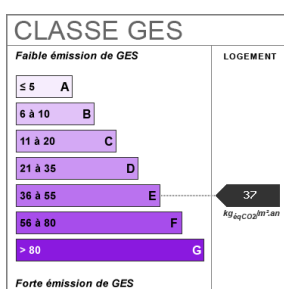 CLASSE GES
Faible émission de GES
LOGEMENT
≤ 5 A
6 à 10 B
11 à 20 C
21 à 35 D
36 à 55 E
37
kgéqCO2/m².an
56 à 80 F
> 80 G
Forte émission de GES